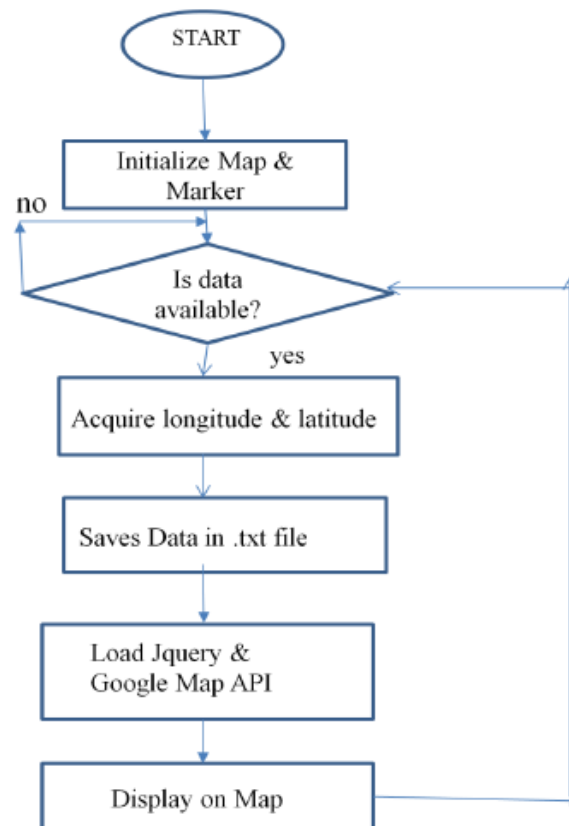 START
Initialize Map &
Marker
no
Is data
available?
yes
Acquire longitude & latitude
Saves Data in .txt file
Load Jquery &
Google Map API
Display on Map